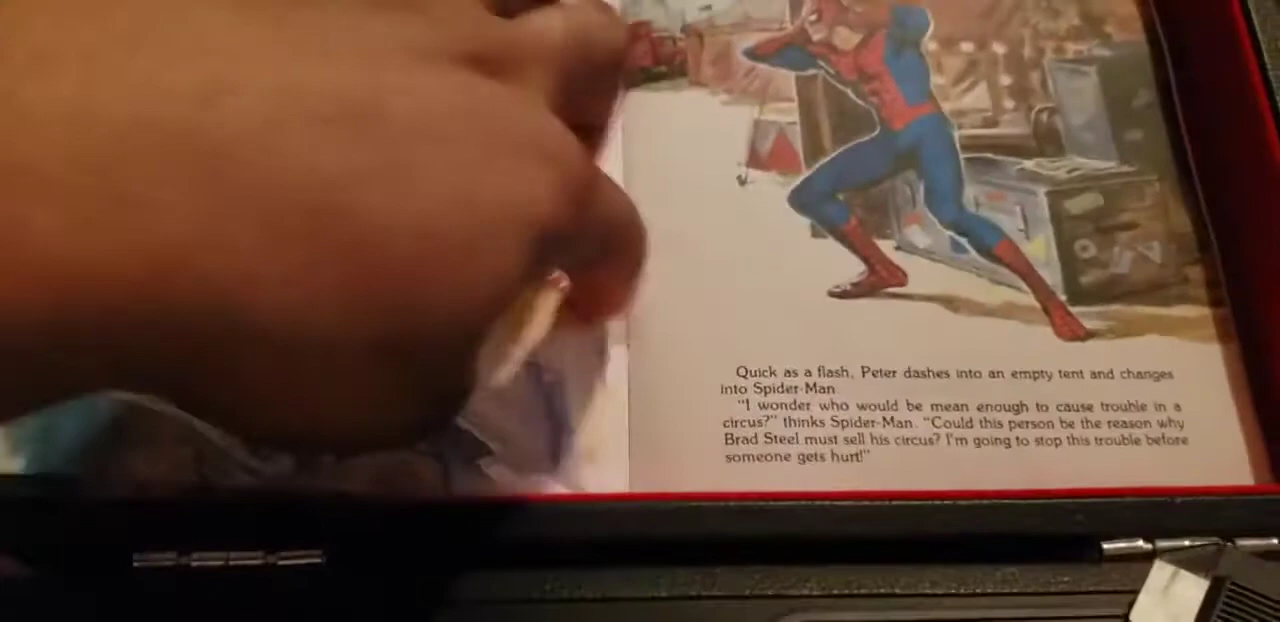 Quick as a flash, Peter dashes into an empty tent and changes
into Spider-Man.
"I wonder who would be mean enough to cause trouble in a
circus?" thinks Spider-Man. "Could this person be the reason why
Brad Steel must sell his circus? I'm going to stop this trouble before
someone gets hurt!"